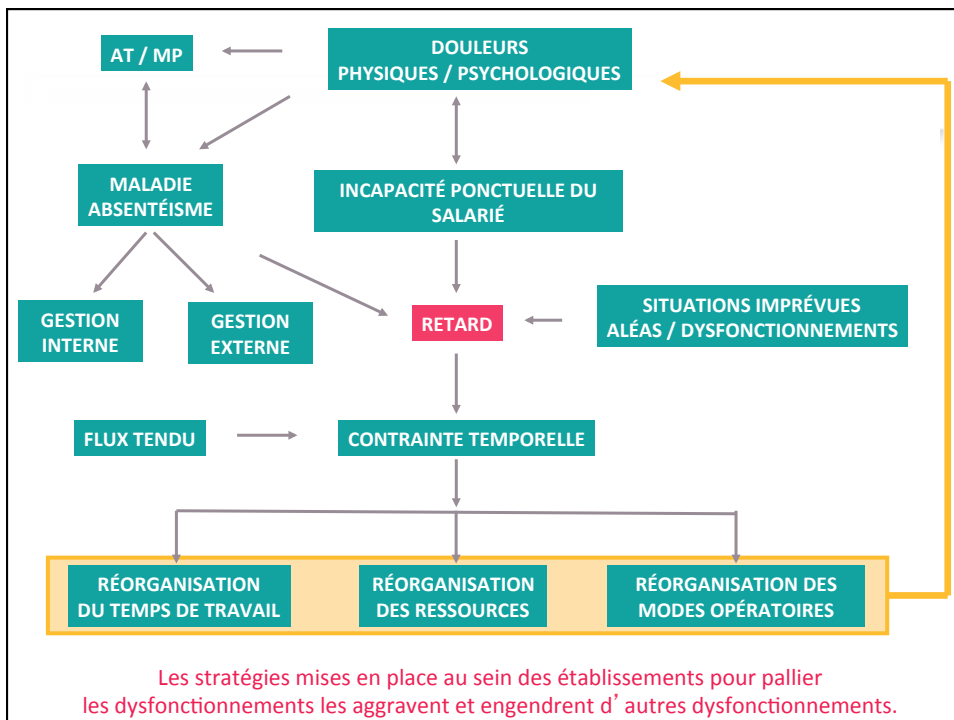 AT / MP
DOULEURS
PHYSIQUES / PSYCHOLOGIQUES
MALADIE
ABSENTÉISME
INCAPACITÉ PONCTUELLE DU
SALARIÉ
GESTION
INTERNE
GESTION
EXTERNE
RETARD
SITUATIONS IMPRÉVUES
ALÉAS / DYSFONCTIONNEMENTS
FLUX TENDU
CONTRAINTE TEMPORELLE
RÉORGANISATION
DU TEMPS DE TRAVAIL
RÉORGANISATION
DES RESSOURCES
RÉORGANISATION DES
MODES OPÉRATOIRES
Les stratégies mises en place au sein des établissements pour pallier
les dysfonctionnements les aggravent et engendrent d’ autres dysfonctionnements.